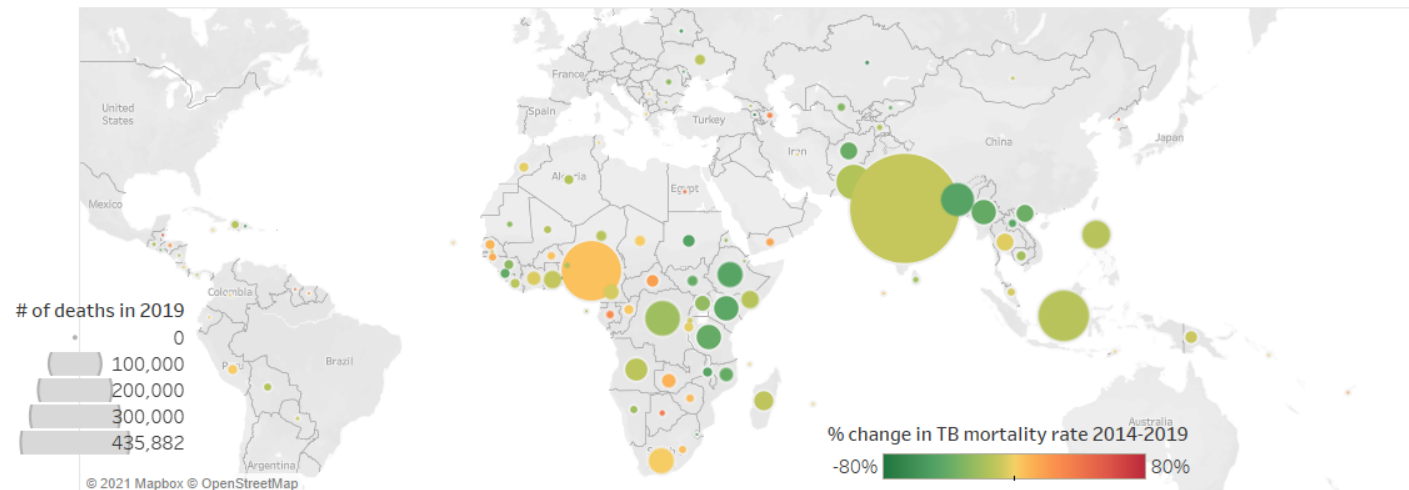 France
United
States
Spain
Turkey
China
Japan
Iran
Algeria
Egypt
Mexico
Colombia
# of deaths in 2019
0
Peru
Brazil
100,000
200,000
300,000
Australia
% change in TB mortality rate 2014-2019
435,882
-80%
80%
Argentina
© 2021 Mapbox © OpenStreetMap